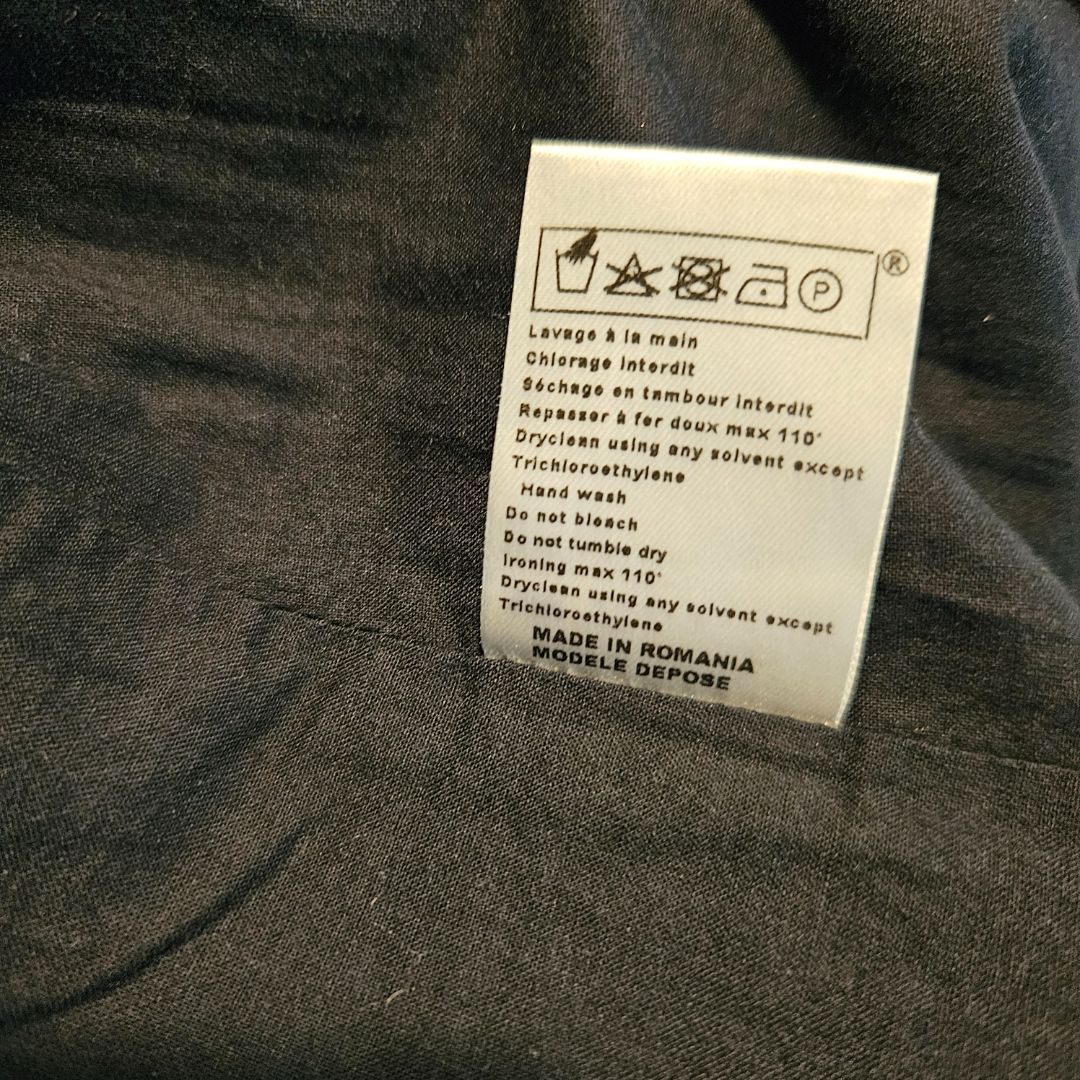 ®
P
Lavage à la main
Chlorage interdit
Séchage en tambour interdit
Repasser à fer doux max 110°
Dryclean using any solvent except
Trichloroethylene
Hand wash
Do not bleach
Do not tumble dry
Ironing max 110°
Dryclean using any solvent except
Trichloroethylene
MADE IN ROMANIA
MODELE DEPOSE